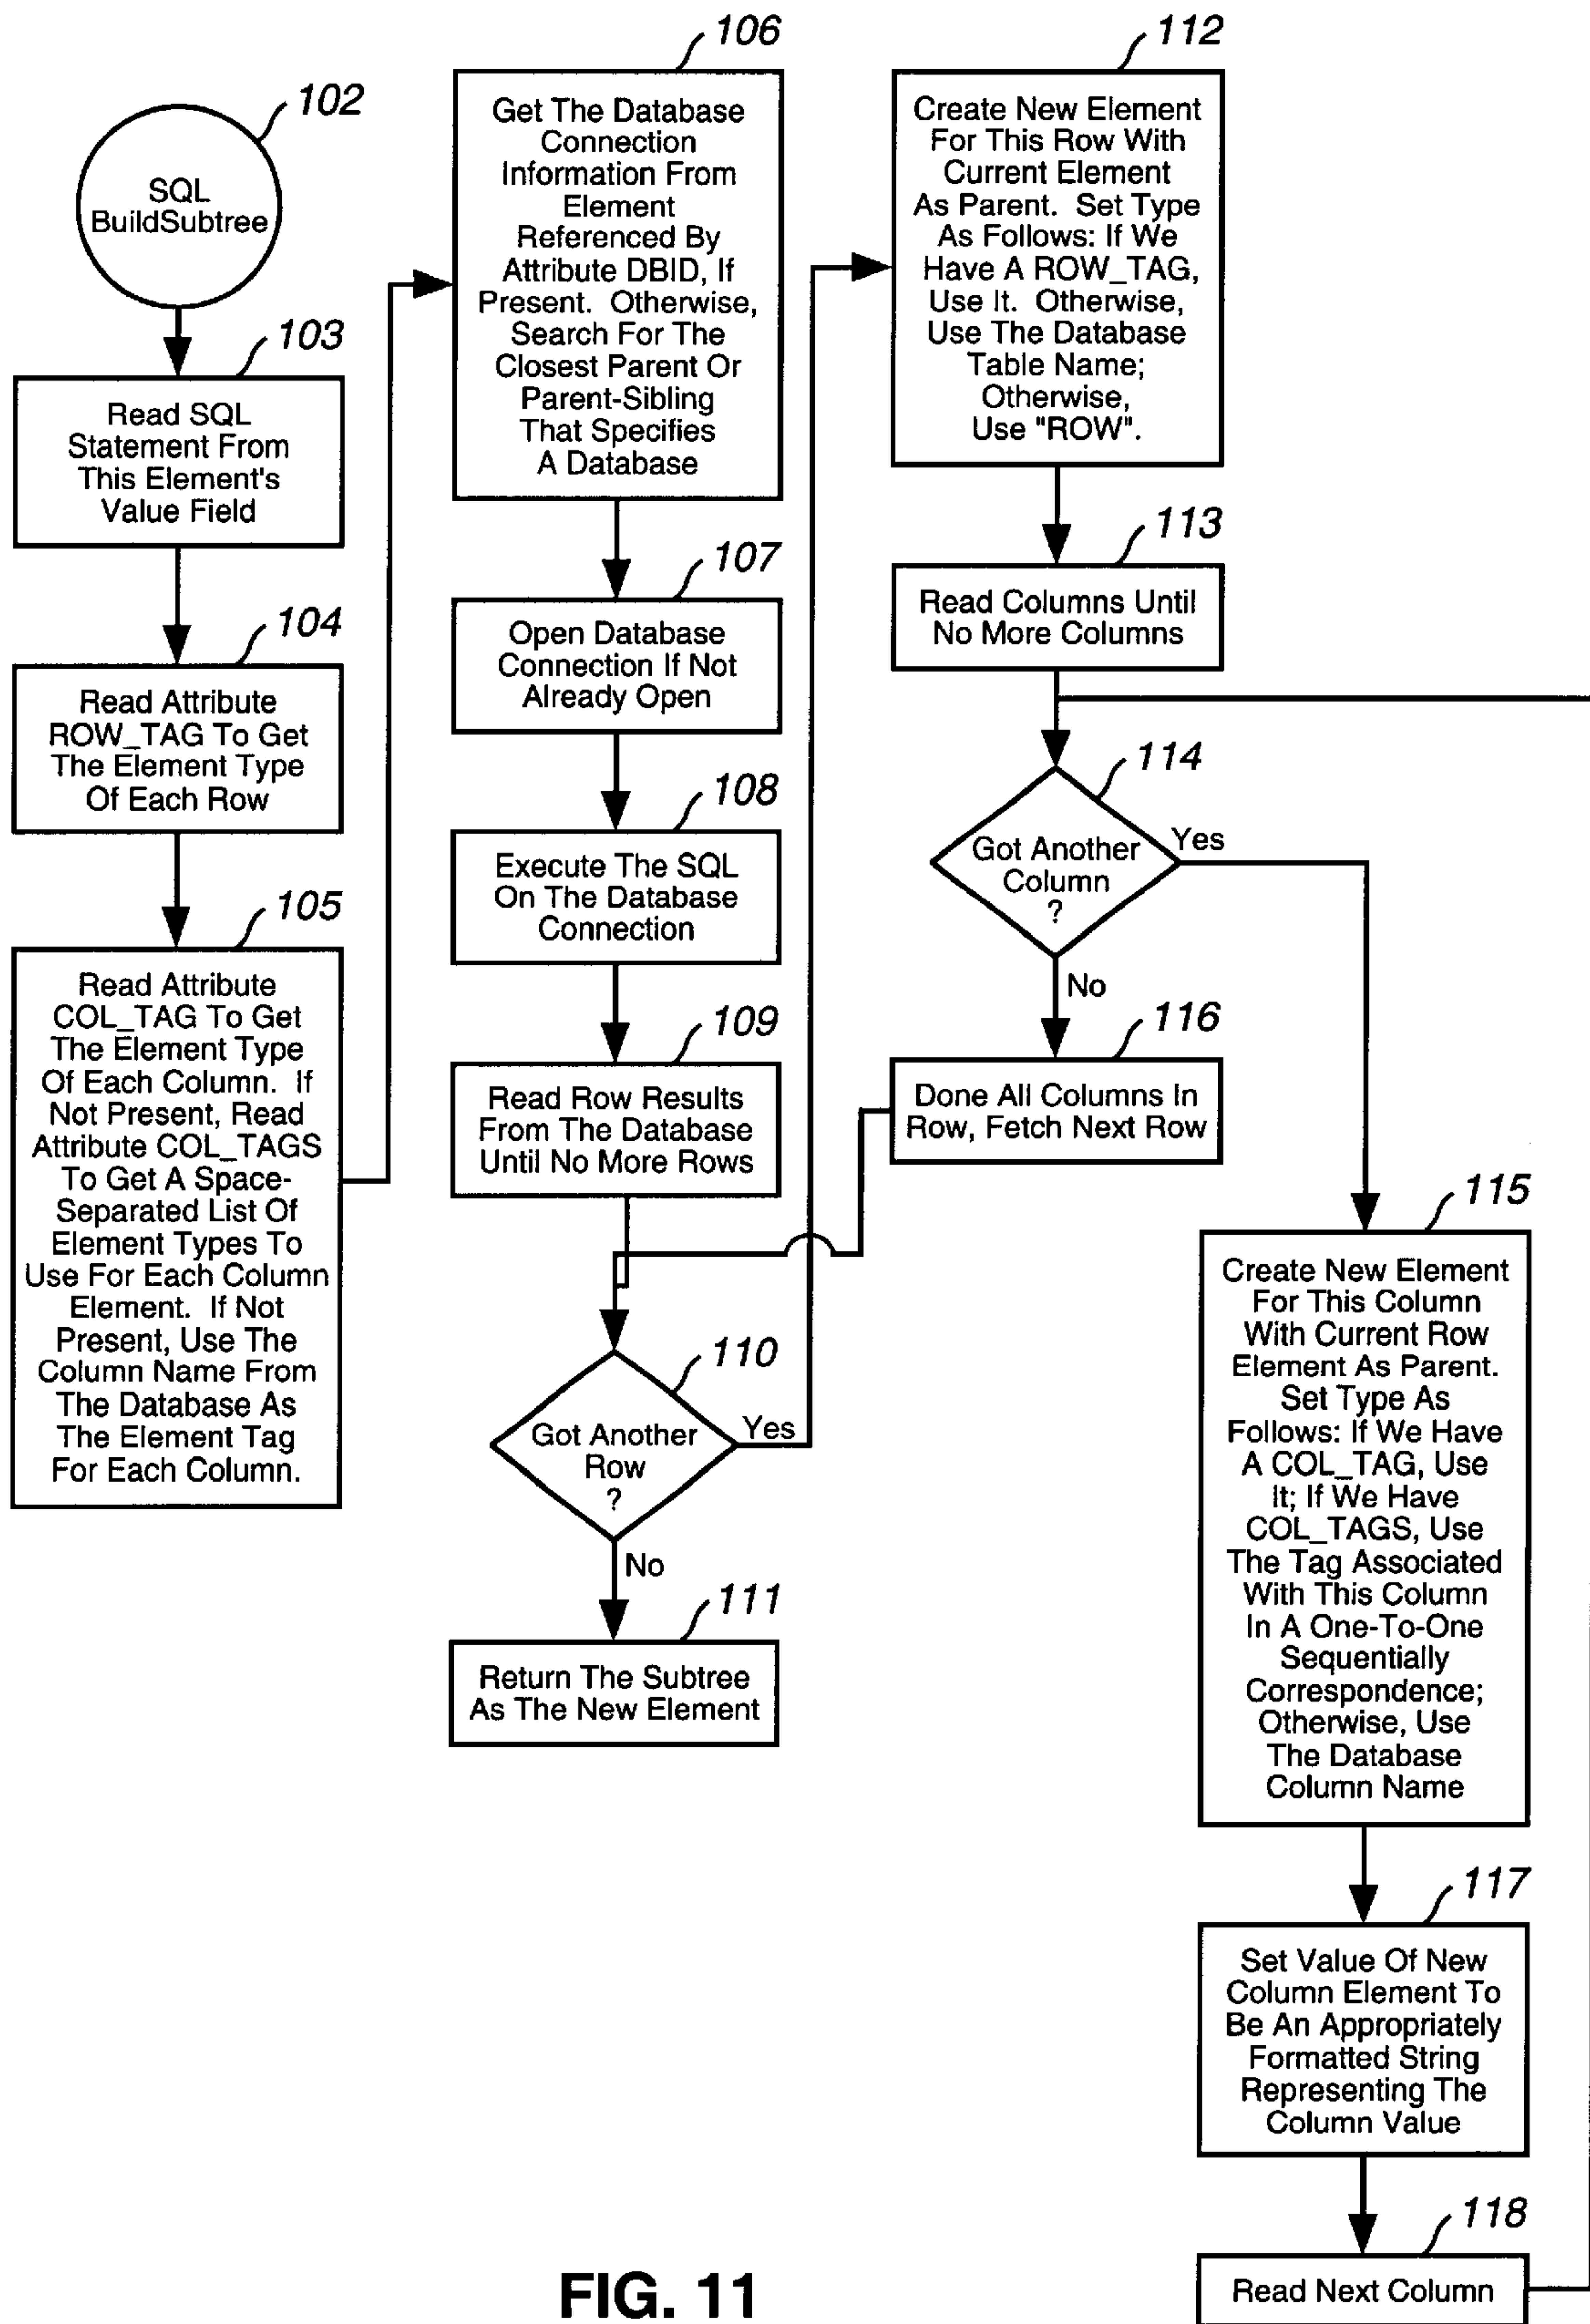 102
SQL
BuildSubtree
103
Read SQL
Statement From
This Element's
Value Field
104
Read Attribute
ROW_TAG To Get
The Element Type
Of Each Row
105
Read Attribute
COL_TAG To Get
The Element Type
Of Each Column. If
Not Present, Read
Attribute COL_TAGS
To Get A Space-
Separated List Of
Element Types To
Use For Each Column
Element. If Not
Present, Use The
Column Name From
The Database As
The Element Tag
For Each Column.
106
Get The Database
Connection
Information From
Element
Referenced By
Attribute DBID, If
Present. Otherwise,
Search For The
Closest Parent Or
Parent-Sibling
That Specifies
A Database
107
Open Database
Connection If Not
Already Open
108
Execute The SQL
On The Database
Connection
109
Read Row Results
From The Database
Until No More Rows
110
Got Another
Row
?
Yes
No
111
Return The Subtree
As The New Element
112
Create New Element
For This Row With
Current Element
As Parent. Set Type
As Follows: If We
Have A ROW_TAG,
Use It. Otherwise,
Use The Database
Table Name;
Otherwise,
Use "ROW".
113
Read Columns Until
No More Columns
114
Got Another
Column
?
Yes
No
116
Done All Columns In
Row, Fetch Next Row
115
Create New Element
For This Column
With Current Row
Element As Parent.
Set Type As
Follows: If We Have
A COL_TAG, Use
It; If We Have
COL_TAGS, Use
The Tag Associated
With This Column
In A One-To-One
Sequentially
Correspondence;
Otherwise, Use
The Database
Column Name
117
Set Value Of New
Column Element To
Be An Appropriately
Formatted String
Representing The
Column Value
118
Read Next Column
FIG. 11